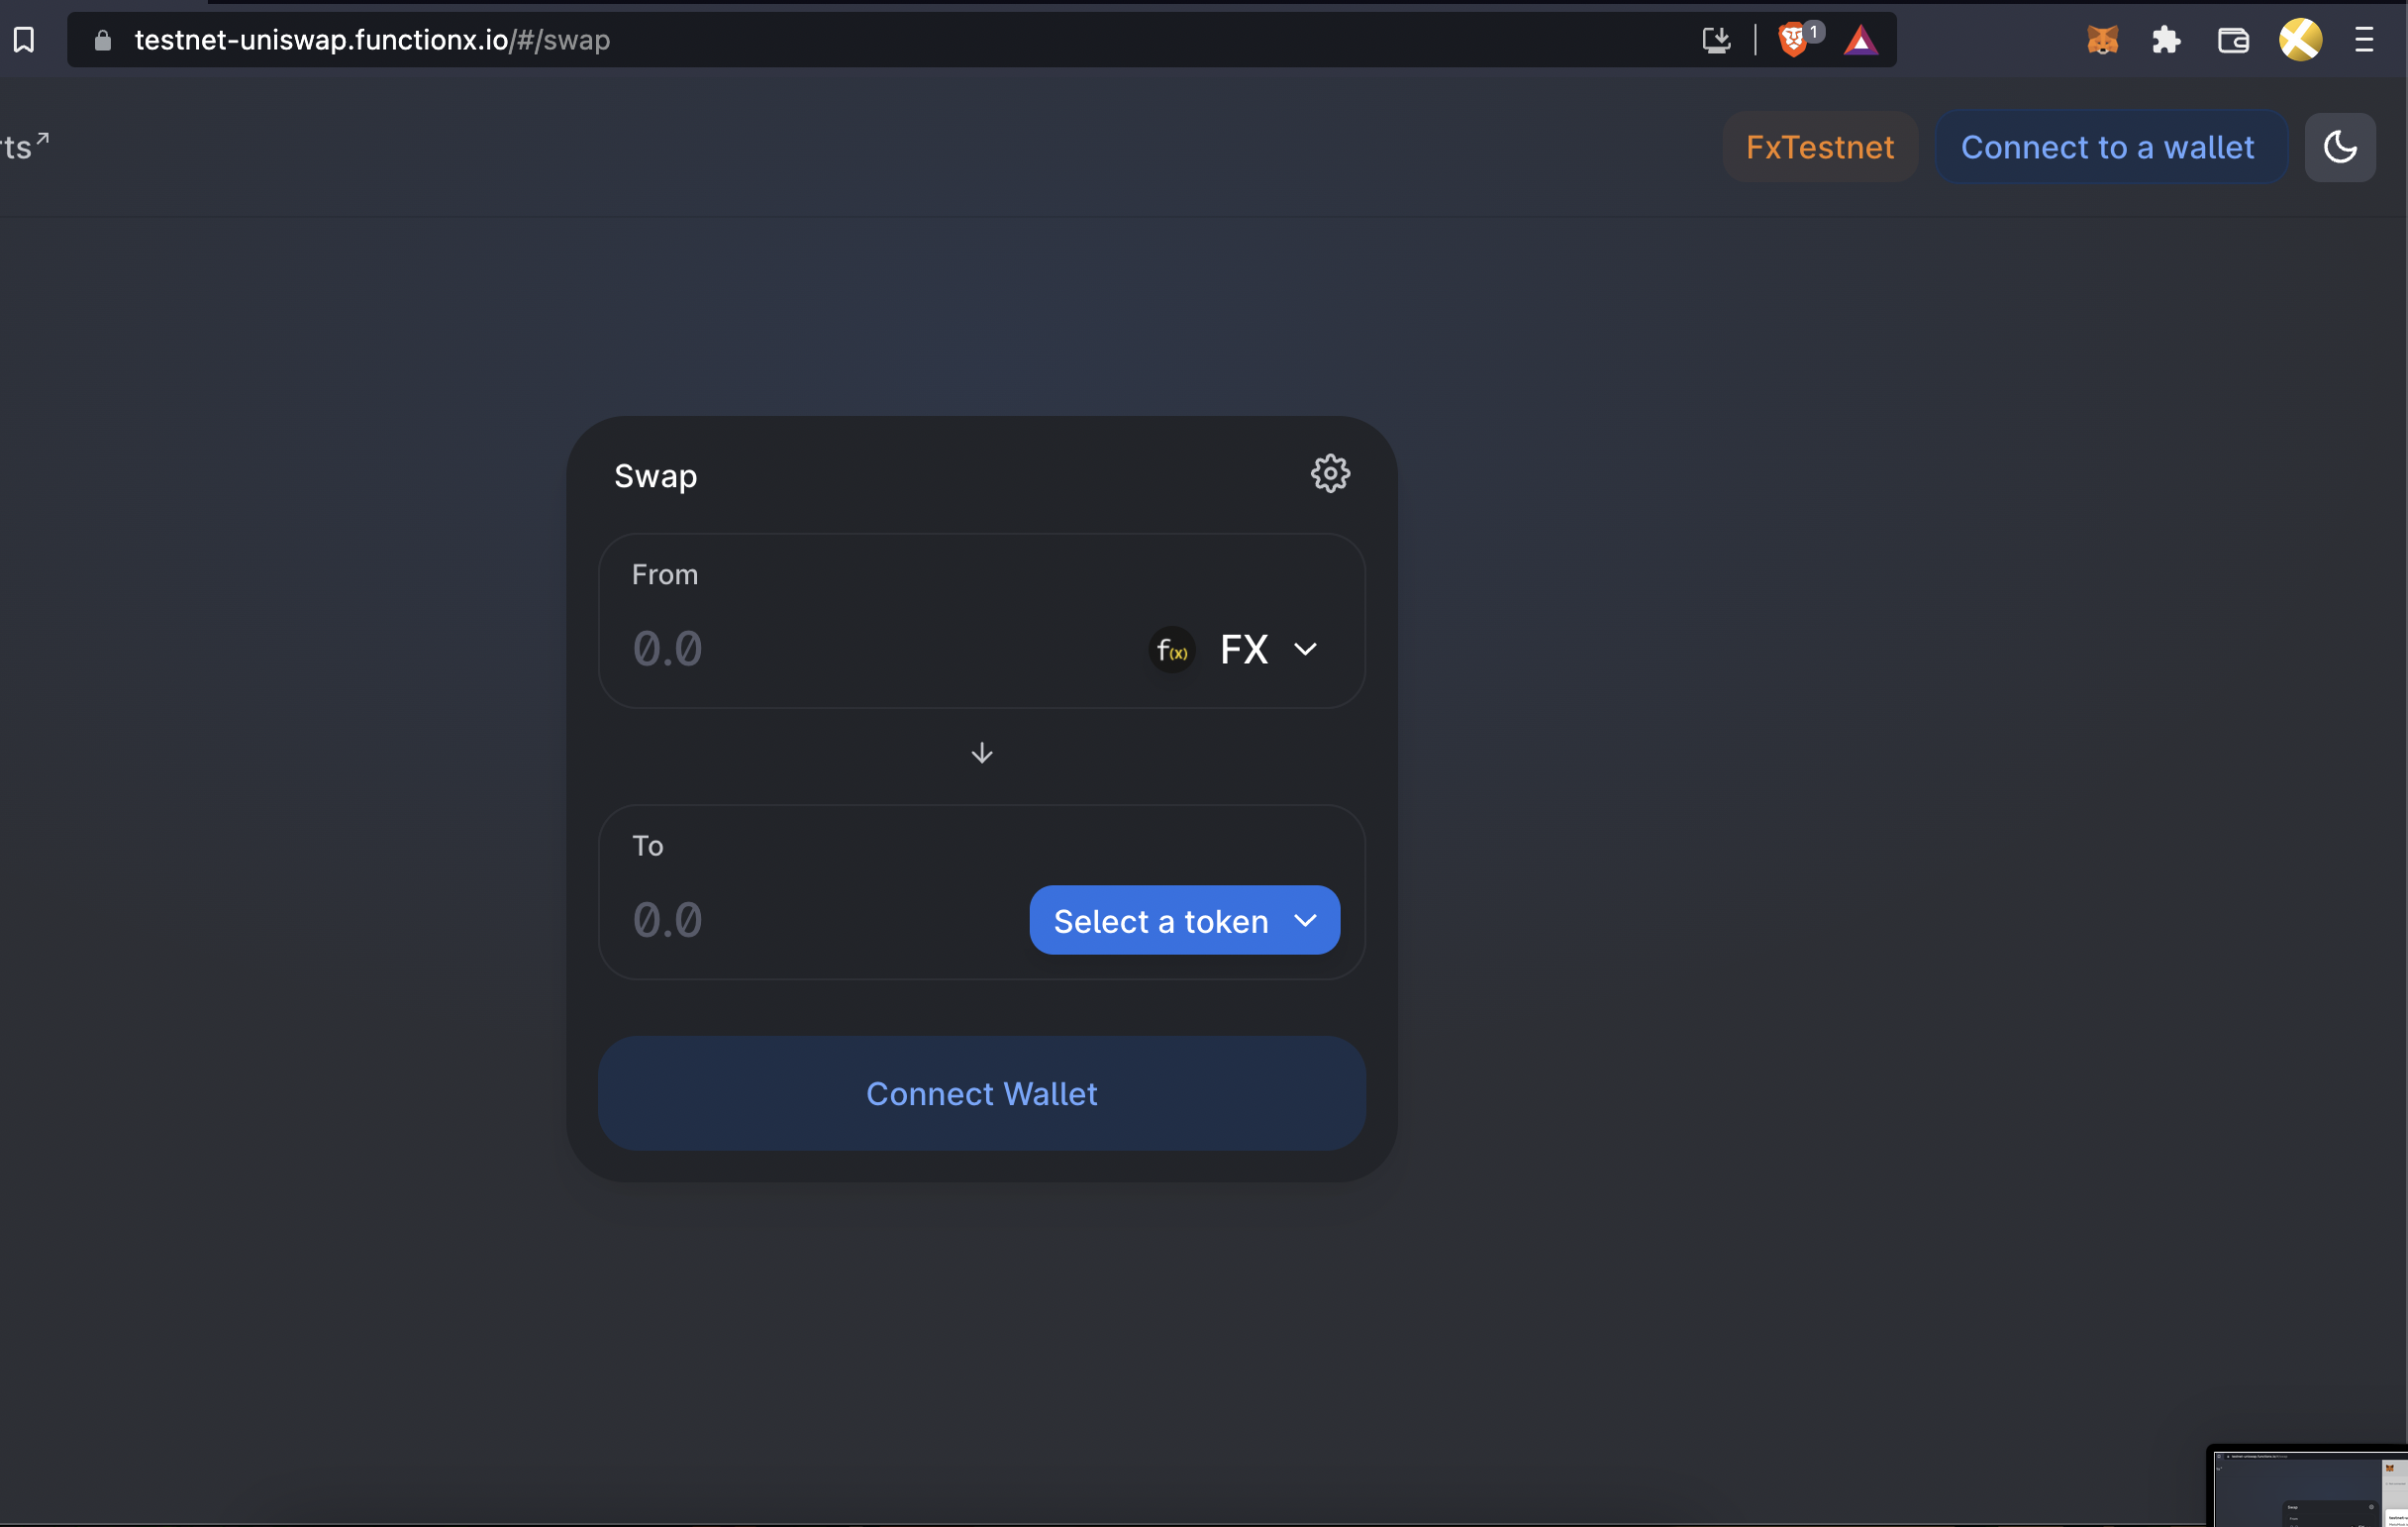 testnet-uniswap.functionx.io/#/swap
1
ts↗
FxTestnet
Connect to a wallet
Swap
From
0.0
f(x) FX
To
0.0
Select a token
Connect Wallet